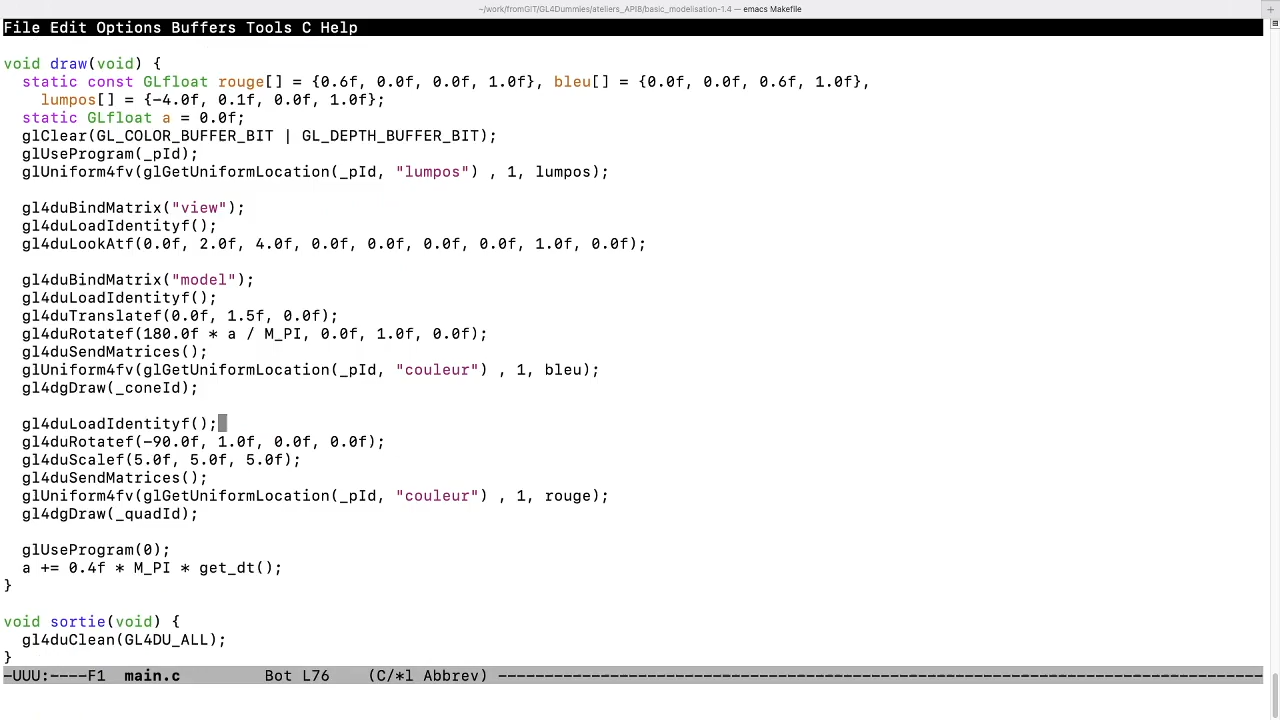 ~/work/fromGIT/GL4Dummies/ateliers_API8/basic_modelisation-1.4 — emacs Makefile
File Edit Options Buffers Tools C Help
void draw(void) {
  static const GLfloat rouge[] = {0.6f, 0.0f, 0.0f, 1.0f}, bleu[] = {0.0f, 0.0f, 0.6f, 1.0f},
    lumpos[] = {-4.0f, 0.1f, 0.0f, 1.0f};
  static GLfloat a = 0.0f;
  glClear(GL_COLOR_BUFFER_BIT | GL_DEPTH_BUFFER_BIT);
  glUseProgram(_pId);
  glUniform4fv(glGetUniformLocation(_pId, "lumpos") , 1, lumpos);
  gl4duBindMatrix("view");
  gl4duLoadIdentityf();
  gl4duLookAtf(0.0f, 2.0f, 4.0f, 0.0f, 0.0f, 0.0f, 0.0f, 1.0f, 0.0f);
  gl4duBindMatrix("model");
  gl4duLoadIdentityf();
  gl4duTranslatef(0.0f, 1.5f, 0.0f);
  gl4duRotatef(180.0f * a / M_PI, 0.0f, 1.0f, 0.0f);
  gl4duSendMatrices();
  glUniform4fv(glGetUniformLocation(_pId, "couleur") , 1, bleu);
  gl4dgDraw(_coneId);
  gl4duLoadIdentityf();
  gl4duRotatef(-90.0f, 1.0f, 0.0f, 0.0f);
  gl4duScalef(5.0f, 5.0f, 5.0f);
  gl4duSendMatrices();
  glUniform4fv(glGetUniformLocation(_pId, "couleur") , 1, rouge);
  gl4dgDraw(_quadId);
  glUseProgram(0);
  a += 0.4f * M_PI * get_dt();
}
void sortie(void) {
  gl4duClean(GL4DU_ALL);
}
-UUU:----F1  main.c         Bot L76    (C/*l Abbrev) ----------------------------------------------------------------------------------